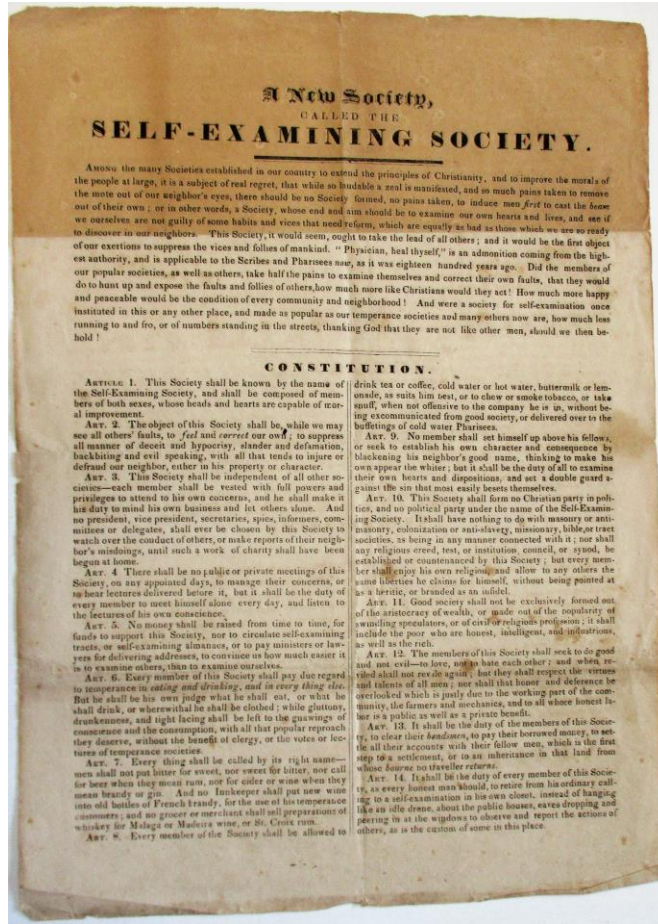 A New Society,
CALLED THE
SELF-EXAMINING SOCIETY.
AMONG the many Societies established in our country to extend the principles of Christianity, and to improve the morals of
the people at large, it is a subject of real regret, that while so laudable a zeal is manifested, and so much pains taken to remove
the mote out of our neighbor's eyes, there should be no Society formed, no pains taken, to induce men first to cast the beam
out of their own; or in other words, a Society, whose end and aim should be to examine our own hearts and lives, and see if
we ourselves are not guilty of some habits and vices that need reform, which are equally as bad as those which we are so ready
to discover in our neighbors. This Society, it would seem, ought to take the lead of all others; and it would be the first object
of our exertions to suppress the vices and follies of mankind. "Physician, heal thyself," is an admonition coming from the high-
est authority, and is applicable to the Scribes and Pharisees now, as it was eighteen hundred years ago. Did the members of
our popular societies, as well as others, take half the pains to examine themselves and correct their own faults, that they would
do to hunt up and expose the faults and follies of others, how much more like Christians would they act! How much more happy
and peaceable would be the condition of every community and neighborhood! And were a society for self-examination once
instituted in this or any other place, and made as popular as our temperance societies and many others now are, how much less
running to and fro, or of numbers standing in the streets, thanking God that they are not like other men, should we then be-
hold!
CONSTITUTION.
ARTICLE 1. This Society shall be known by the name of
the Self-Examining Society, and shall be composed of mem-
bers of both sexes, whose heads and hearts are capable of mor-
al improvement.
ART. 2. The object of this Society shall be, while we may
see all others' faults, to feel and correct our own; to suppress
all manner of deceit and hypocrisy, slander and defamation,
backbiting and evil speaking, with all that tends to injure or
defraud our neighbor, either in his property or character.
ART. 3. This Society shall be independent of all other so-
cieties—each member shall be vested with full powers and
privileges to attend to his own concerns, and he shall make it
his duty to mind his own business and let others alone. And
no president, vice president, secretaries, spies, informers, com-
mittees or delegates, shall ever be chosen by this Society to
watch over the conduct of others, or make reports of their neigh-
bor's misdoings, until such a work of charity shall have been
begun at home.
ART. 4 There shall be no public or private meetings of this
Society, on any appointed days, to manage their concerns, or
to hear lectures delivered before it, but it shall be the duty of
every member to meet himself alone every day, and listen to
the lectures of his own conscience.
ART. 5. No money shall be raised from time to time, for
funds to support this Society, nor to circulate self-examining
tracts, or self-examining almanacs, or to pay ministers or law-
yers for delivering addresses, to convince us how much easier it
is to examine others, than to examine ourselves.
ART. 6. Every member of this Society shall pay due regard
to temperance in eating and drinking, and in every thing else.
But he shall be his own judge what he shall eat, or what he
shall drink, or wherewithal he shall be clothed; while gluttony,
drunkenness, and tight lacing shall be left to the gnawings of
conscience and the consumption, with all that popular reproach
they deserve, without the benefit of clergy, or the votes or lec-
tures of temperance societies.
ART. 7. Every thing shall be called by its right name—
men shall not put bitter for sweet, nor sweet for bitter, nor call
for beer when they mean rum, nor for cider or wine when they
mean brandy or gin. And no Innkeeper shall put new wine
into old bottles of French brandy, for the use of his temperance
customers; and no grocer or merchant shall sell preparations of
whiskey for Malaga or Madeira wine, or St. Croix rum.
ART. 8. Every member of the Society shall be allowed to
drink tea or coffee, cold water or hot water, buttermilk or lem-
onade, as suits him best, or to chew or smoke tobacco, or take
snuff, when not offensive to the company he is in, without be-
ing excommunicated from good society, or delivered over to the
buffetings of cold water Pharisees.
ART. 9. No member shall set himself up above his fellows,
or seek to establish his own character and consequence by
blackening his neighbor's good name, thinking to make his
own appear the whiter; but it shall be the duty of all to examine
their own hearts and dispositions, and set a double guard a-
gainst the sin that most easily besets themselves.
ART. 10. This Society shall form no Christian party in poli-
tics, and no political party under the name of the Self-Examin-
ing Society. It shall have nothing to do with masonry or anti-
masonry, colonization or anti-slavery, missionary, bible, or tract
societies, as being in any manner connected with it; nor shall
any religious creed, test, or institution, council, or synod, be
established or countenanced by this Society; but every mem-
ber shall enjoy his own religion, and allow to any others the
same liberties he claims for himself, without being pointed at
as a heritic, or branded as an infidel.
ART. 11. Good society shall not be exclusively formed out
of the aristocracy of wealth, or made out of the popularity of
swindling speculators, or of civil or religious profession; it shall
include the poor who are honest, intelligent, and industrious,
as well as the rich.
ART. 12. The members of this Society shall seek to do good
and not evil—to love, not to hate each other; and when re-
viled shall not revile again; but they shall respect the virtues
and talents of all men; nor shall that honor and deference be
overlooked which is justly due to the working part of the com-
munity, the farmers and mechanics, and to all whose honest la-
bor is a public as well as a private benefit.
ART. 13. It shall be the duty of the members of this Socie-
ty, to clear their bondsmen, to pay their borrowed money, to set-
tle all their accounts with their fellow men, which is the first
step to a settlement, or to an inheritance in that land from
whose bourne no traveller returns.
ART. 14. It shall be the duty of every member of this Socie-
ty, as every honest man should, to retire from his ordinary call-
ing to a self-examination in his own closet, instead of hanging
like an idle drone, about the public houses, eaves dropping and
peering in at the windows to observe and report the actions of
others, as is the custom of some in this place.